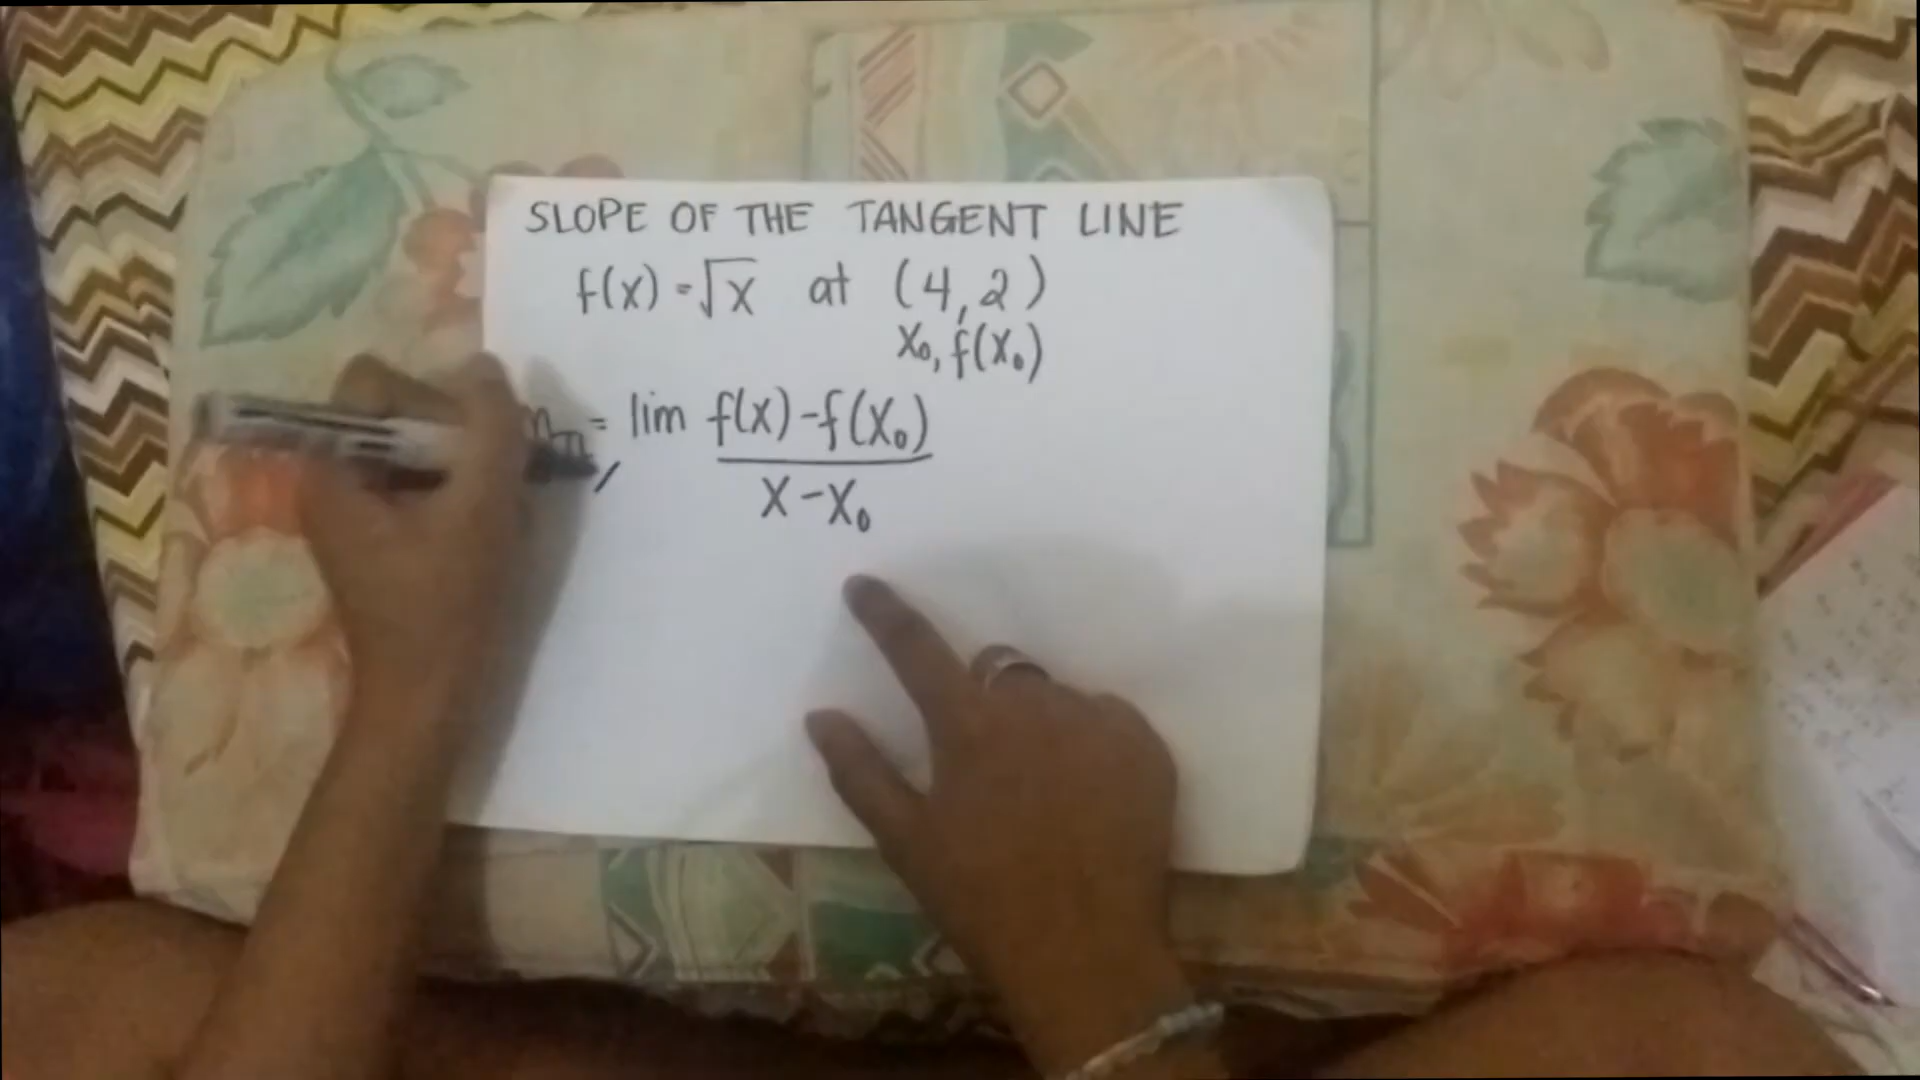 SLOPE OF THE TANGENT LINE
f(x) = √x at (4,2)
x₀, f(x₀)
= lim f(x) - f(x₀)
x - x₀